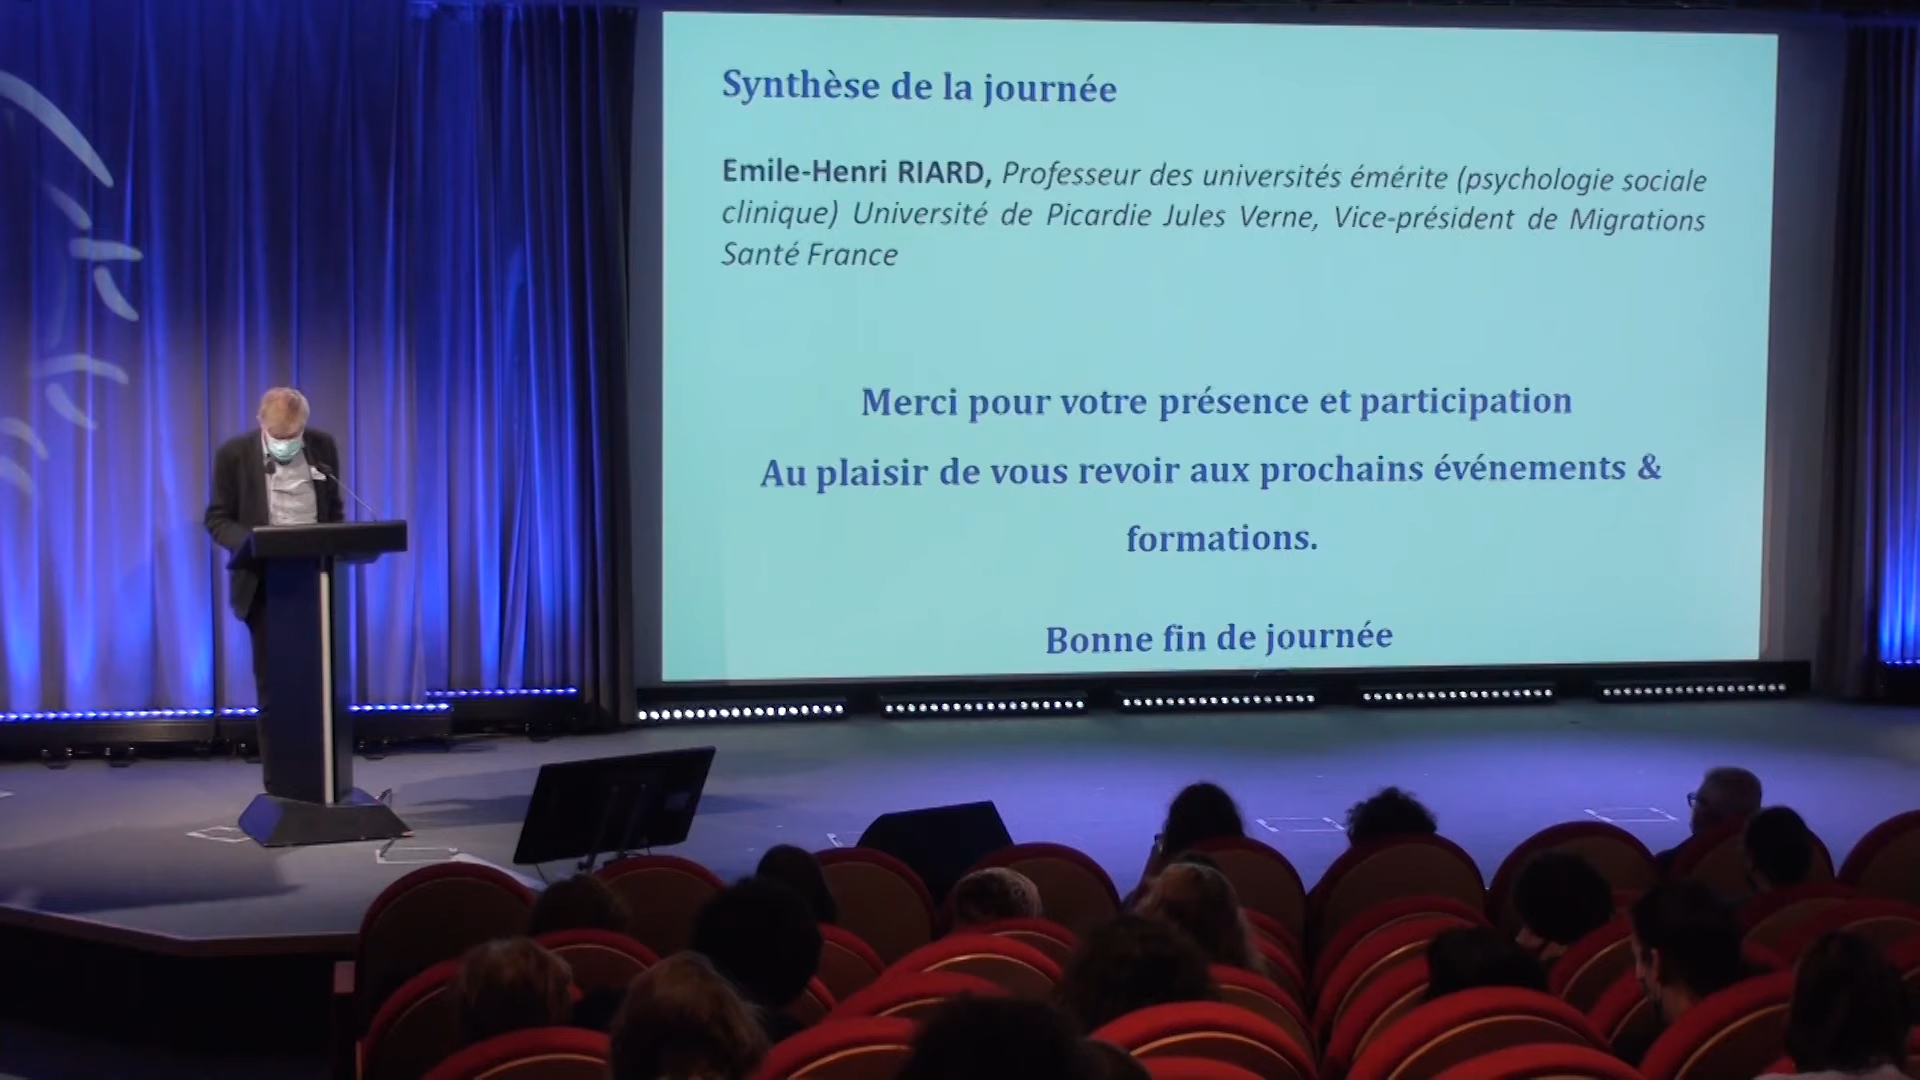 Synthèse de la journée
Emile-Henri RIARD, Professeur des universités émérite (psychologie sociale
clinique) Université de Picardie Jules Verne, Vice-président de Migrations
Santé France
Merci pour votre présence et participation
Au plaisir de vous revoir aux prochains événements &
formations.
Bonne fin de journée